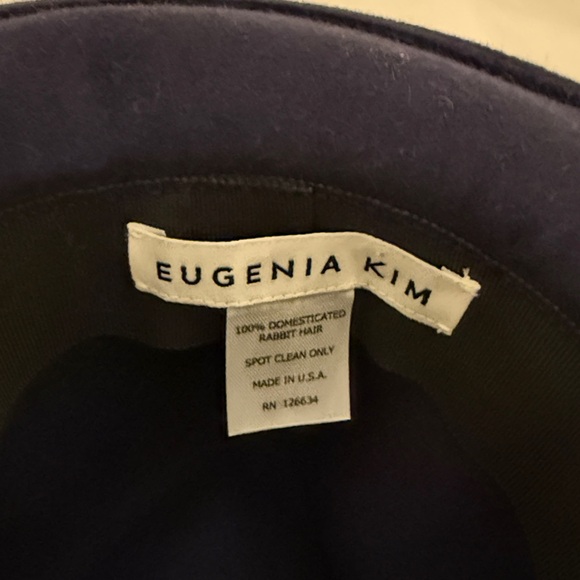 EUGENIA KIM
100% DOMESTICATED
RABBIT HAIR
SPOT CLEAN ONLY
MADE IN U.S.A.
RN 126634